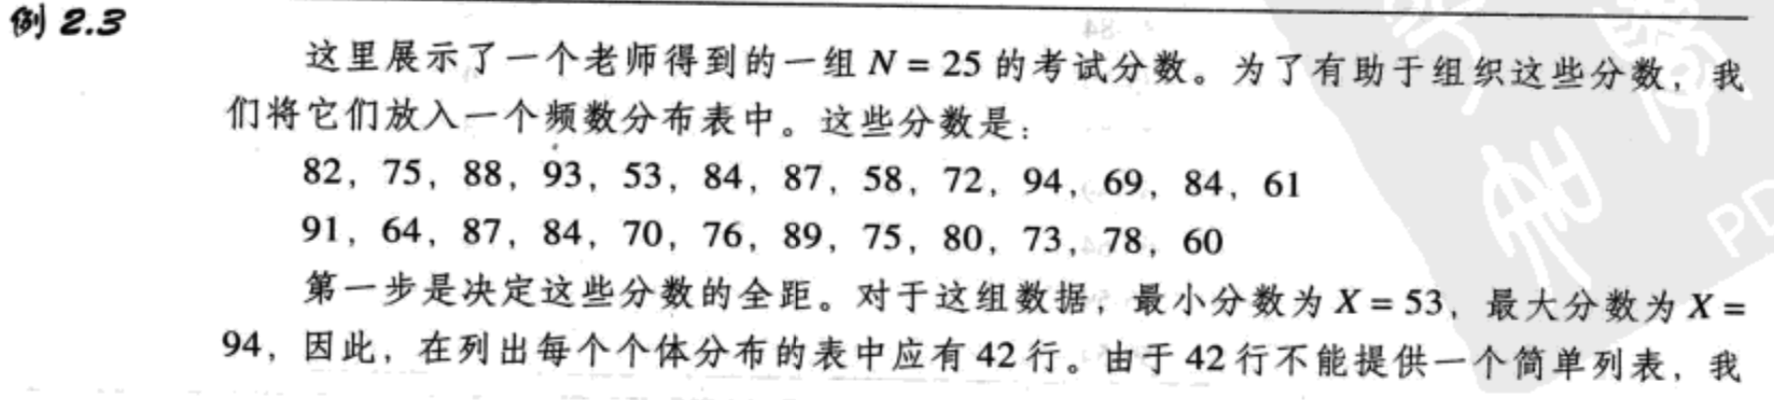 例 2.3
这里展示了一个老师得到的一组 N = 25 的考试分数。为了有助于组织这些分数，我
们将它们放入一个频数分布表中。这些分数是：
82，75，88，93，53，84，87，58，72，94，69，84，61
91，64，87，84，70，76，89，75，80，73，78，60
第一步是决定这些分数的全距。对于这组数据，最小分数为 X = 53，最大分数为 X =
94，因此，在列出每个个体分布的表中应有 42 行。由于 42 行不能提供一个简单列表，我
PD